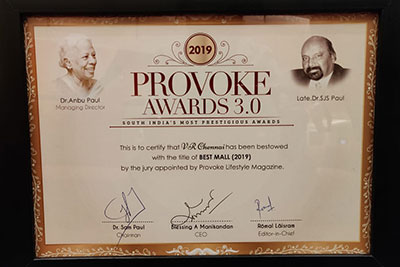 2019
PROVOKE
AWARDS 3.0
SOUTH INDIA'S MOST PRESTIGIOUS AWARDS
Dr.Anbu Paul
Managing Director
Late.Dr.SJS Paul
This is to certify that VR Chennai has been bestowed
with the title of BEST MALL (2019)
by the jury appointed by Provoke Lifestyle Magazine.
Dr. Sam Paul
Chairman
Blessing A Manikandan
CEO
Rōmal Lāisram
Editor-in-Chief